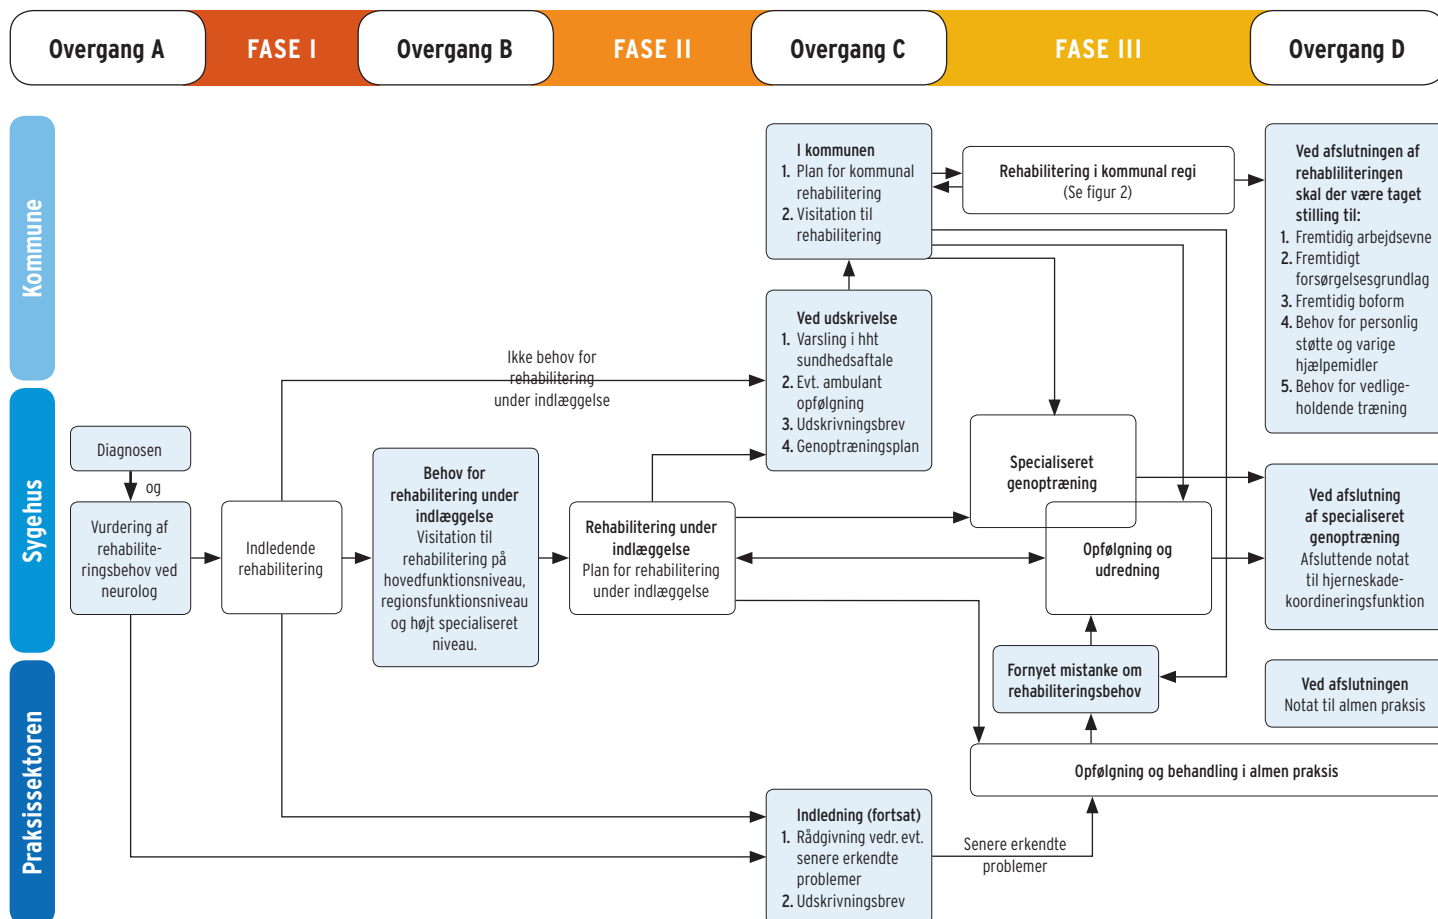 Overgang A
FASE I
Overgang B
FASE II
Overgang C
FASE III
Overgang D
Kommune
Sygehus
Praksissektoren
Diagnosen
og
Vurdering af
rehabilite-
ringsbehov ved
neurolog
Indledende
rehabilitering
Ikke behov for
rehabilitering
under indlæggelse
Behov for
rehabilitering under
indlæggelse
Visitation til
rehabilitering på
hovedfunktionsniveau,
regionsfunktionsniveau
og højt specialiseret
niveau.
Rehabilitering under
indlæggelse
Plan for rehabilitering
under indlæggelse
I kommunen
1. Plan for kommunal
rehabilitering
2. Visitation til
rehabilitering
Ved udskrivelse
1. Varsling i hht
sundhedsaftale
2. Evt. ambulant
opfølgning
3. Udskrivningsbrev
4. Genoptræningsplan
Indledning (fortsat)
1. Rådgivning vedr. evt.
senere erkendte
problemer
2. Udskrivningsbrev
Senere erkendte
problemer
Rehabilitering i kommunal regi
(Se figur 2)
Specialiseret
genoptræning
Opfølgning og
udredning
Fornyet mistanke om
rehabiliteringsbehov
Opfølgning og behandling i almen praksis
Ved afslutningen af
rehabliliteringen
skal der være taget
stilling til:
1. Fremtidig arbejdsevne
2. Fremtidigt
forsørgelsesgrundlag
3. Fremtidig boform
4. Behov for personlig
støtte og varige
hjælpemidler
5. Behov for vedlige-
holdende træning
Ved afslutning
af specialiseret
genoptræning
Afsluttende notat
til hjerneskade-
koordineringsfunktion
Ved afslutningen
Notat til almen praksis